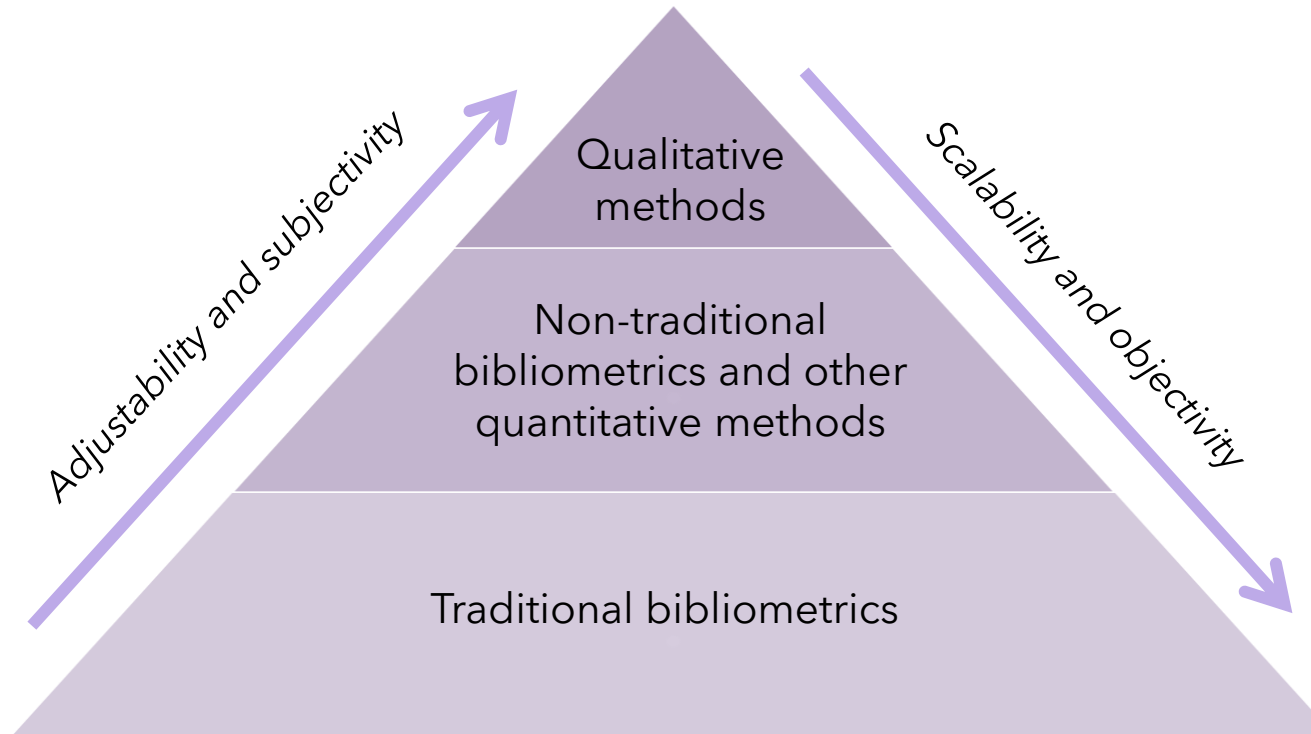 Adjustability and subjectivity
Scalability and objectivity
Qualitative
methods
Non-traditional
bibliometrics and other
quantitative methods
Traditional bibliometrics